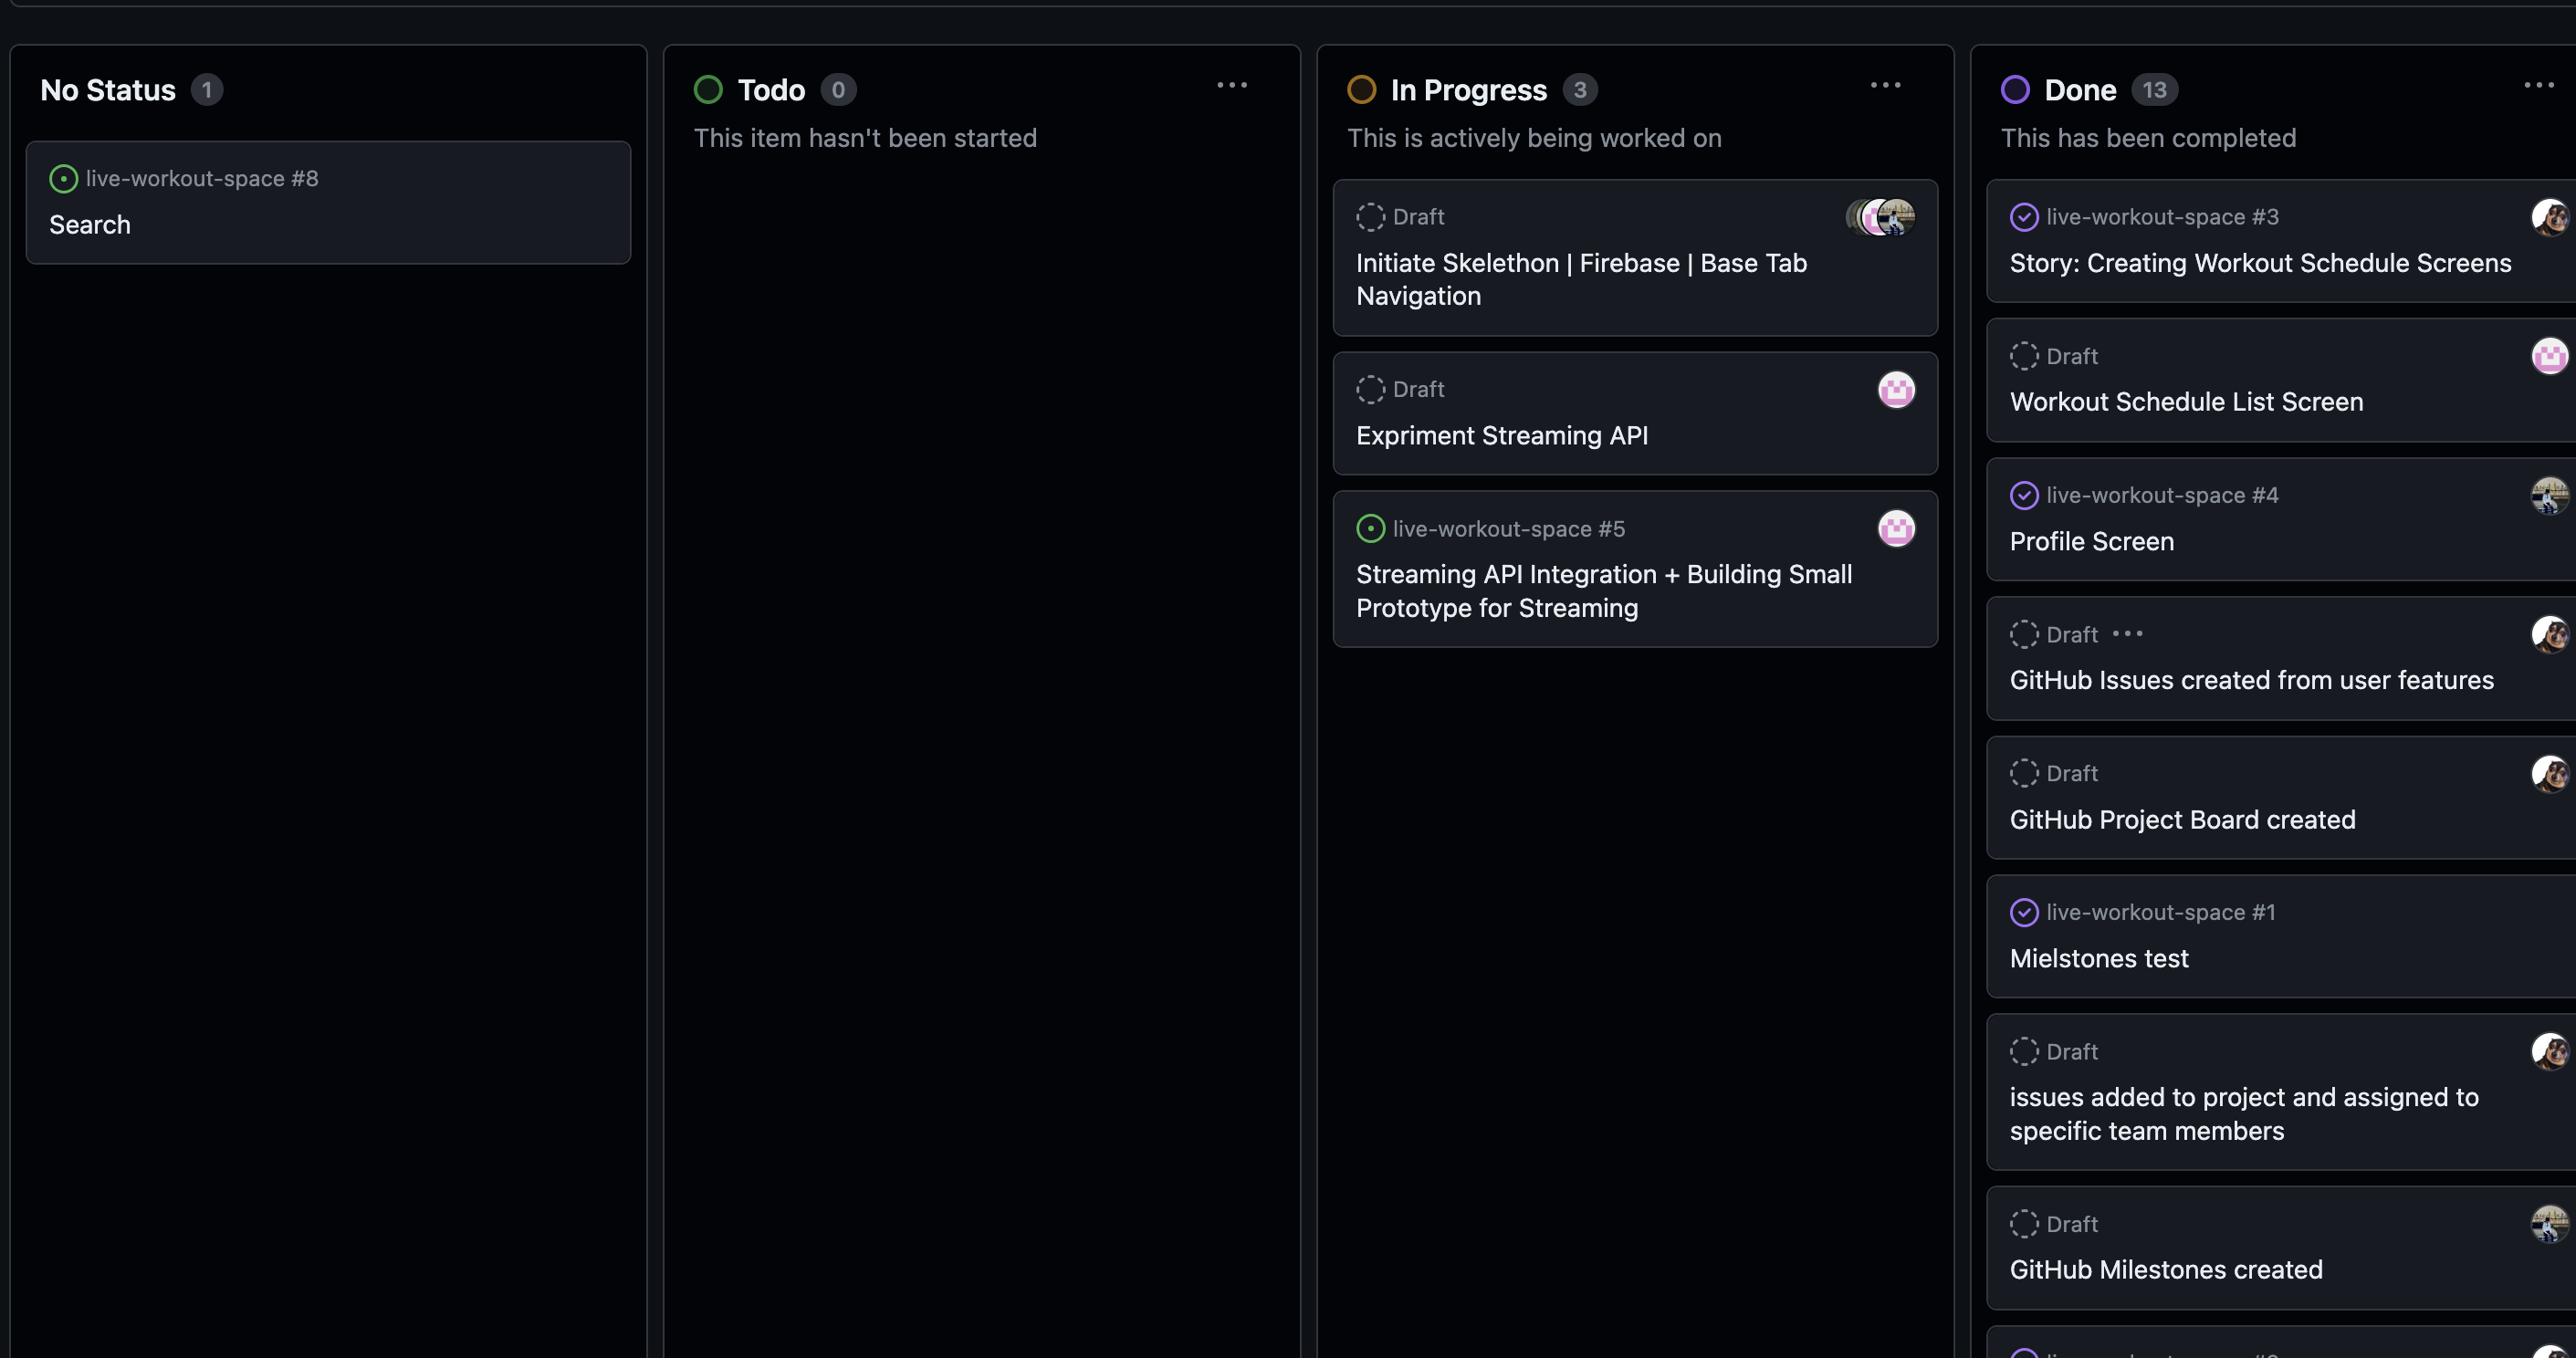 No Status 1
live-workout-space #8
Search
Todo 0
This item hasn't been started
In Progress 3
This is actively being worked on
Draft
Initiate Skelethon | Firebase | Base Tab
Navigation
Draft
Expriment Streaming API
live-workout-space #5
Streaming API Integration + Building Small
Prototype for Streaming
Done 13
This has been completed
live-workout-space #3
Story: Creating Workout Schedule Screens
Draft
Workout Schedule List Screen
live-workout-space #4
Profile Screen
Draft
GitHub Issues created from user features
Draft
GitHub Project Board created
live-workout-space #1
Mielstones test
Draft
issues added to project and assigned to
specific team members
Draft
GitHub Milestones created